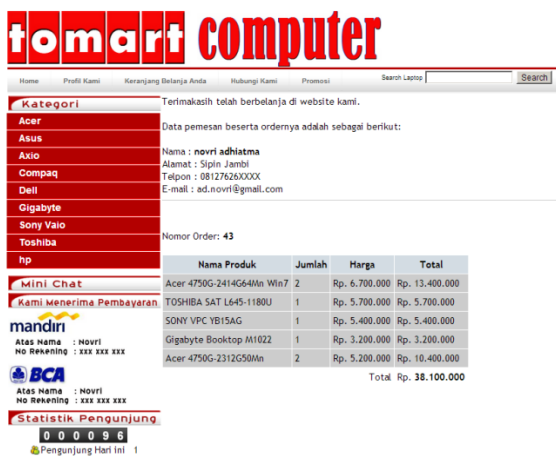 tomart computer
Home Profil Kami Keranjang Belanja Anda Hubungi Kami Promosi Search Laptop Search
Kategori
Acer
Asus
Axio
Compaq
Dell
Gigabyte
Sony Vaio
Toshiba
hp
Mini Chat
Kami Menerima Pembayaran
mandiri
Atas Nama : Novri
No Rekening : xxx xxx xxx
BCA
Atas Nama : Novri
No Rekening : xxx xxx xxx
Statistik Pengunjung
0 0 0 0 9 6
Pengunjung Hari ini 1
Terimakasih telah berbelanja di website kami.
Data pemesan beserta ordernya adalah sebagai berikut:
Nama : novri adhiatma
Alamat : Sipin Jambi
Telpon : 08127626XXXX
E-mail : ad.novri@gmail.com
Nomor Order: 43
Nama Produk Jumlah Harga Total
Acer 4750G-2414G64Mn Win7 2 Rp. 6.700.000 Rp. 13.400.000
TOSHIBA SAT L645-1180U 1 Rp. 5.700.000 Rp. 5.700.000
SONY VPC YB15AG 1 Rp. 5.400.000 Rp. 5.400.000
Gigabyte Booktop M1022 1 Rp. 3.200.000 Rp. 3.200.000
Acer 4750G-2312G50Mn 2 Rp. 5.200.000 Rp. 10.400.000
Total Rp. 38.100.000